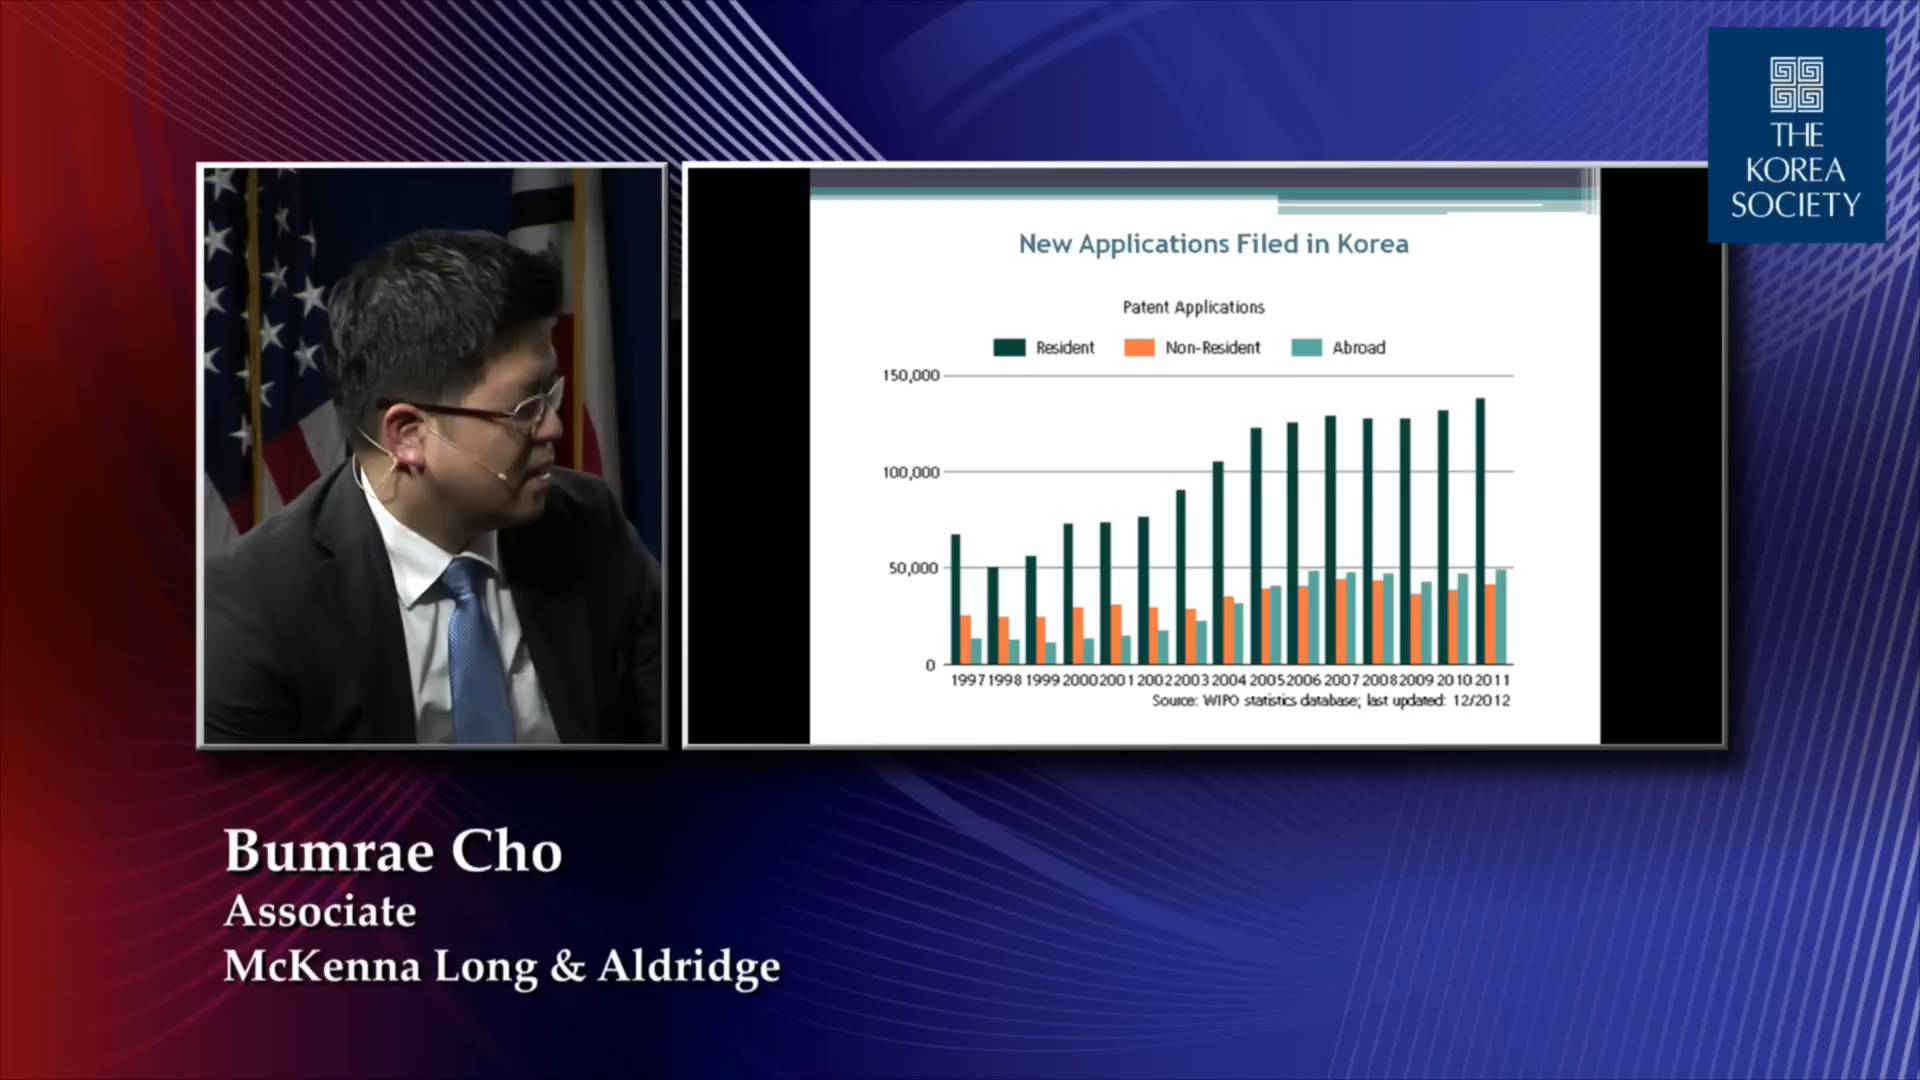 THE
KOREA
SOCIETY
New Applications Filed in Korea
Patent Applications
Resident Non-Resident Abroad
150,000
100,000
50,000
0
1997 1998 1999 2000 2001 2002 2003 2004 2005 2006 2007 2008 2009 2010 2011
Source: WIPO statistics database; last updated: 12/2012
Bumrae Cho
Associate
McKenna Long & Aldridge